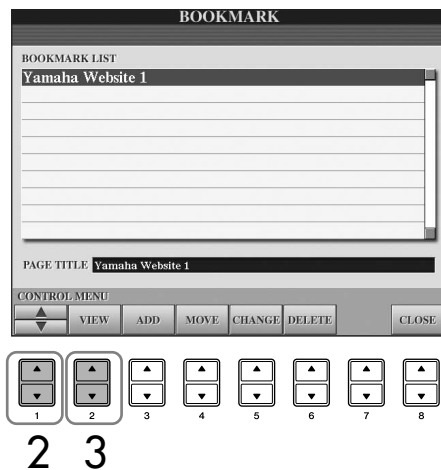 BOOKMARK
BOOKMARK LIST
Yamaha Website 1
PAGE TITLE Yamaha Website 1
CONTROL MENU
VIEW ADD MOVE CHANGE DELETE CLOSE
1 2 3 4 5 6 7 8
2 3